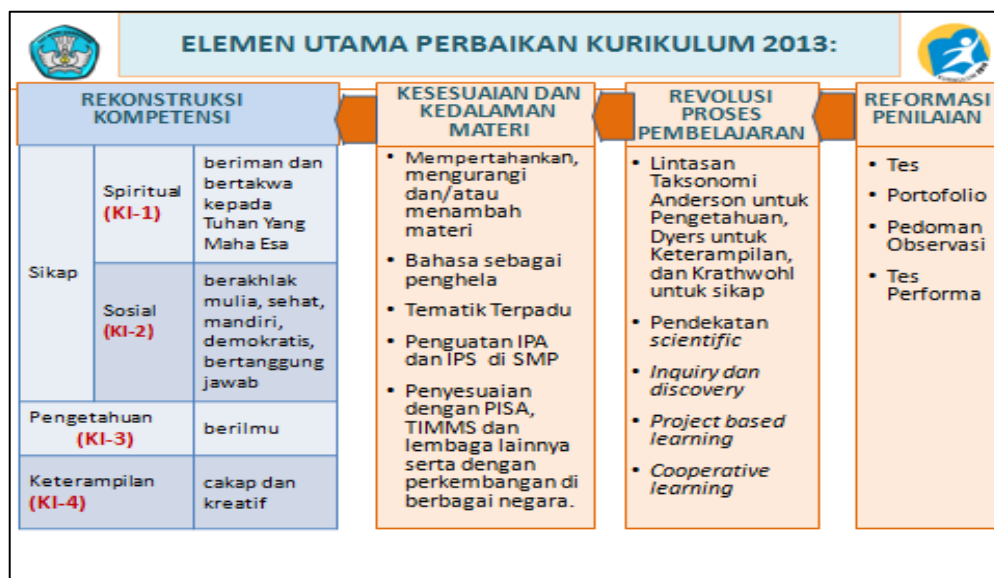 ELEMEN UTAMA PERBAIKAN KURIKULUM 2013:
REKONSTRUKSI
KOMPETENSI
Sikap
Spiritual
(KI-1)
beriman dan
bertakwa
kepada
Tuhan Yang
Maha Esa
Sosial
(KI-2)
berakhlak
mulia, sehat,
mandiri,
demokratis,
bertanggung
jawab
Pengetahuan
(KI-3)
berilmu
Keterampilan
(KI-4)
cakap dan
kreatif
KESESUAIAN DAN
KEDALAMAN
MATERI
• Mempertahankan,
mengurangi
dan/atau
menambah
materi
• Bahasa sebagai
penghela
• Tematik Terpadu
• Penguatan IPA
dan IPS di SMP
• Penyesuaian
dengan PISA,
TIMMS dan
lembaga lainnya
serta dengan
perkembangan di
berbagai negara.
REVOLUSI
PROSES
PEMBELAJARAN
• Lintasan
Taksonomi
Anderson untuk
Pengetahuan,
Dyers untuk
Keterampilan,
dan Krathwohl
untuk sikap
• Pendekatan
scientific
• Inquiry dan
discovery
• Project based
learning
• Cooperative
learning
REFORMASI
PENILAIAN
• Tes
• Portofolio
• Pedoman
Observasi
• Tes
Performa